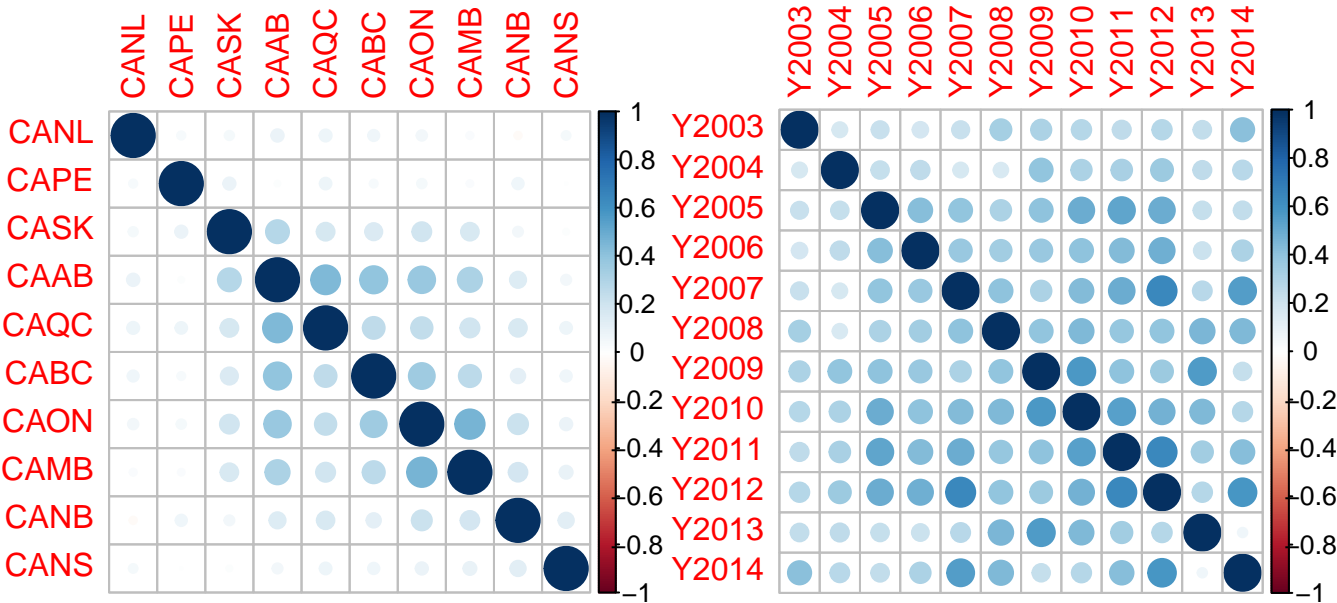 CANL CAPE CASK CAAB CAQC CABC CAON CAMB CANB CANS
CANL
CAPE
CASK
CAAB
CAQC
CABC
CAON
CAMB
CANB
CANS
1
0.8
0.6
0.4
0.2
0
−0.2
−0.4
−0.6
−0.8
−1
Y2003 Y2004 Y2005 Y2006 Y2007 Y2008 Y2009 Y2010 Y2011 Y2012 Y2013 Y2014
Y2003
Y2004
Y2005
Y2006
Y2007
Y2008
Y2009
Y2010
Y2011
Y2012
Y2013
Y2014
1
0.8
0.6
0.4
0.2
0
−0.2
−0.4
−0.6
−0.8
−1